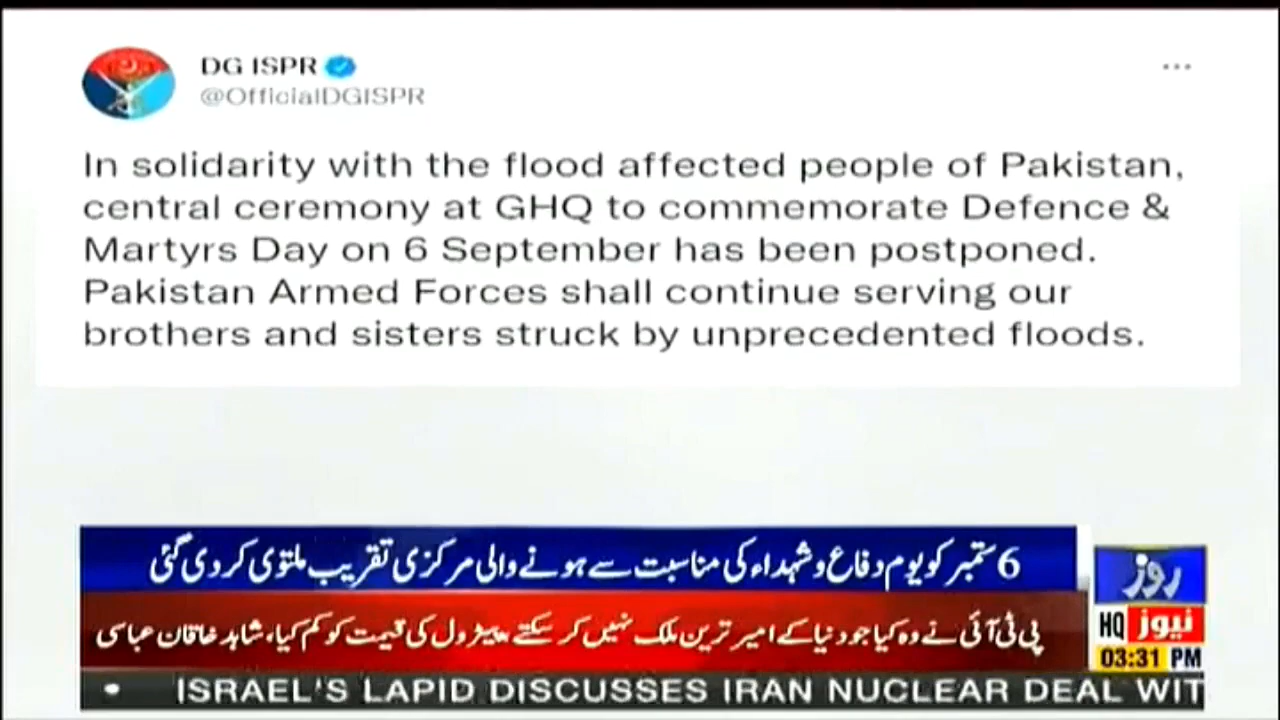 DG ISPR
@OfficialDGISPR
In solidarity with the flood affected people of Pakistan,
central ceremony at GHQ to commemorate Defence &
Martyrs Day on 6 September has been postponed.
Pakistan Armed Forces shall continue serving our
brothers and sisters struck by unprecedented floods.
6 ستمبر کو یوم دفاع و شہداء کی مناسبت سے ہونے والی مرکزی تقریب ملتوی کر دی گئی
روز
پی ٹی آئی نے وہ کیا جو دنیا کے امیر ترین ملک نہیں کر سکتے، پیٹرول کی قیمت کو کم کیا، شاہد خاقان عباسی
HQ نیوز
03:31 PM
• ISRAEL'S LAPID DISCUSSES IRAN NUCLEAR DEAL WIT